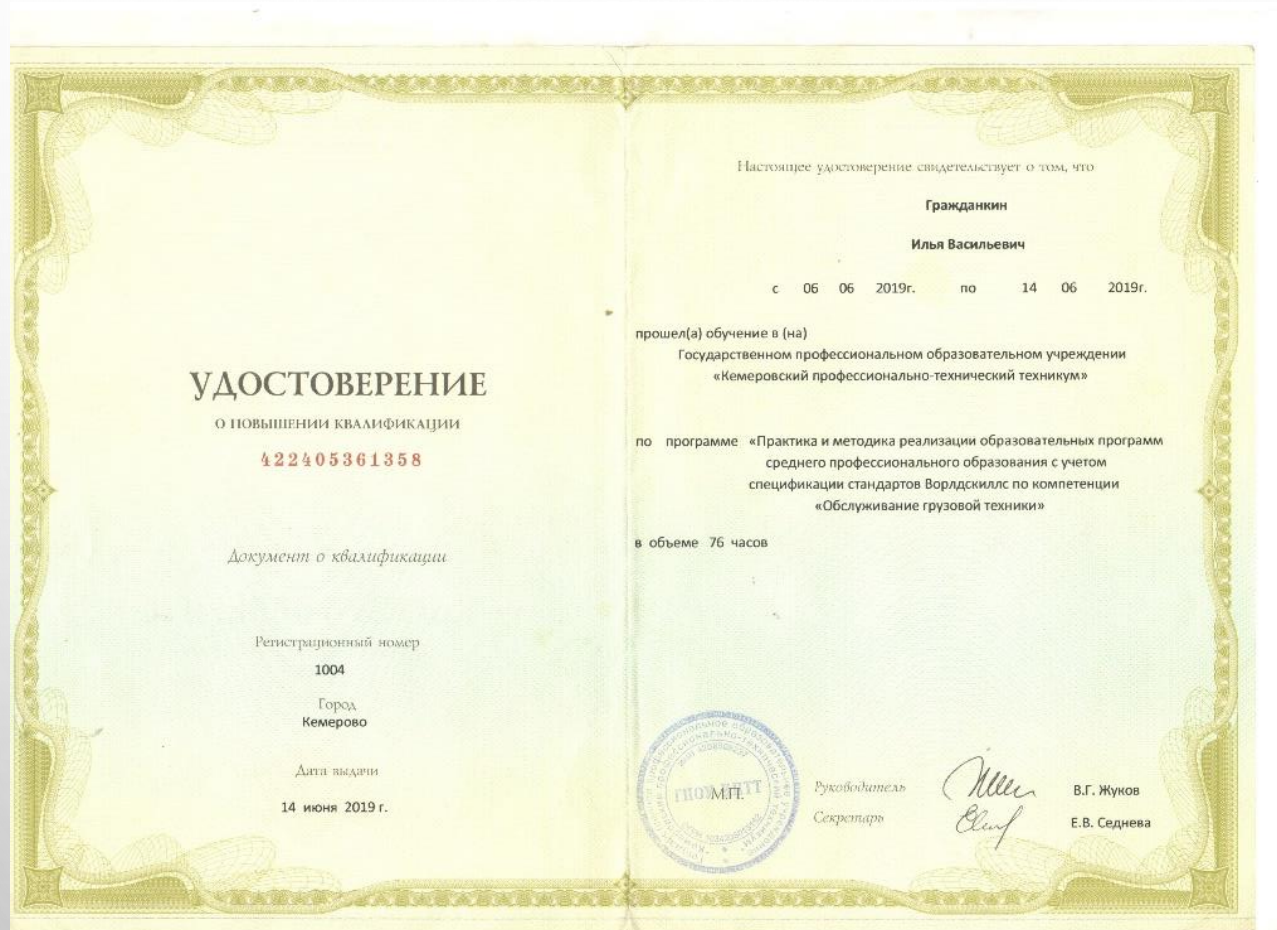 УДОСТОВЕРЕНИЕ
О ПОВЫШЕНИИ КВАЛИФИКАЦИИ
422405361358
Документ о квалификации
Регистрационный номер
1004
Город
Кемерово
Дата выдачи
14 июня 2019 г.
Настоящее удостоверение свидетельствует о том, что
Гражданкин
Илья Васильевич
с 06 06 2019г. по 14 06 2019г.
прошел(а) обучение в (на)
Государственном профессиональном образовательном учреждении
«Кемеровский профессионально-технический техникум»
по программе «Практика и методика реализации образовательных программ
среднего профессионального образования с учетом
спецификации стандартов Ворлдскиллс по компетенции
«Обслуживание грузовой техники»
в объеме 76 часов
М.П.
Руководитель В.Г. Жуков
Секретарь Е.В. Седнева